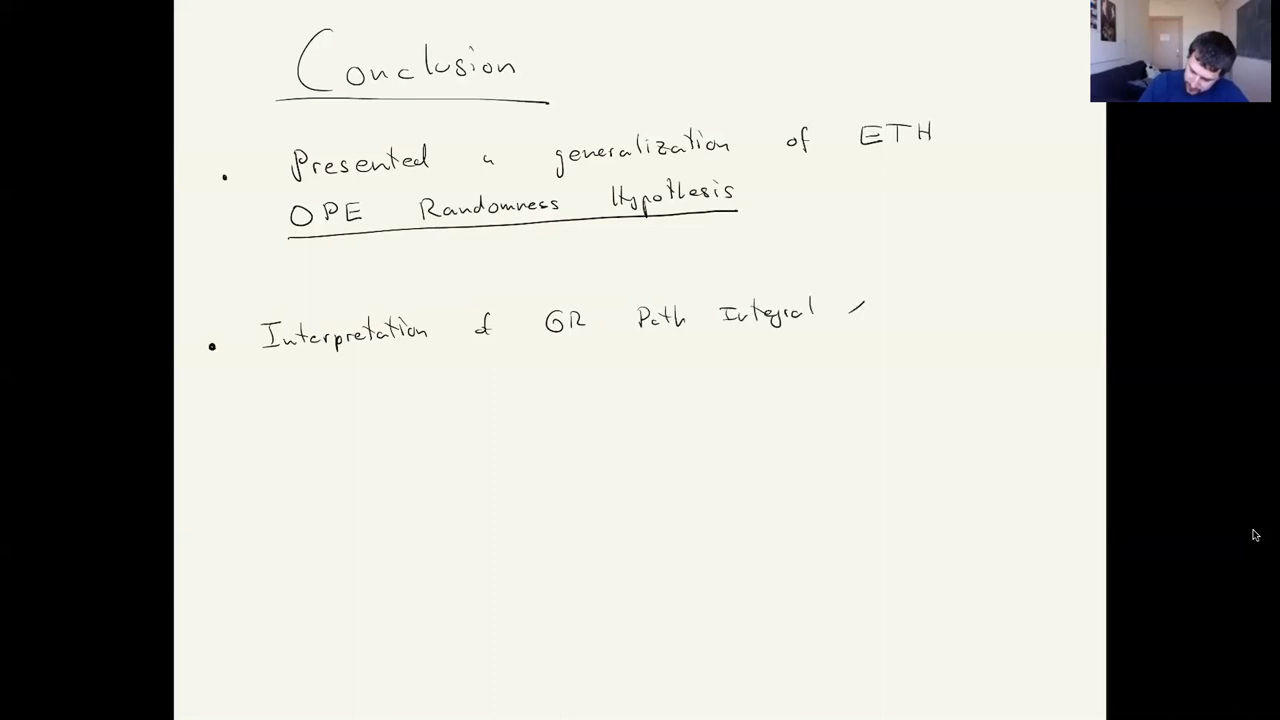 Conclusion
• Presented a generalization of ETH
OPE Randomness Hypothesis
• Interpretation of GR Path Integral